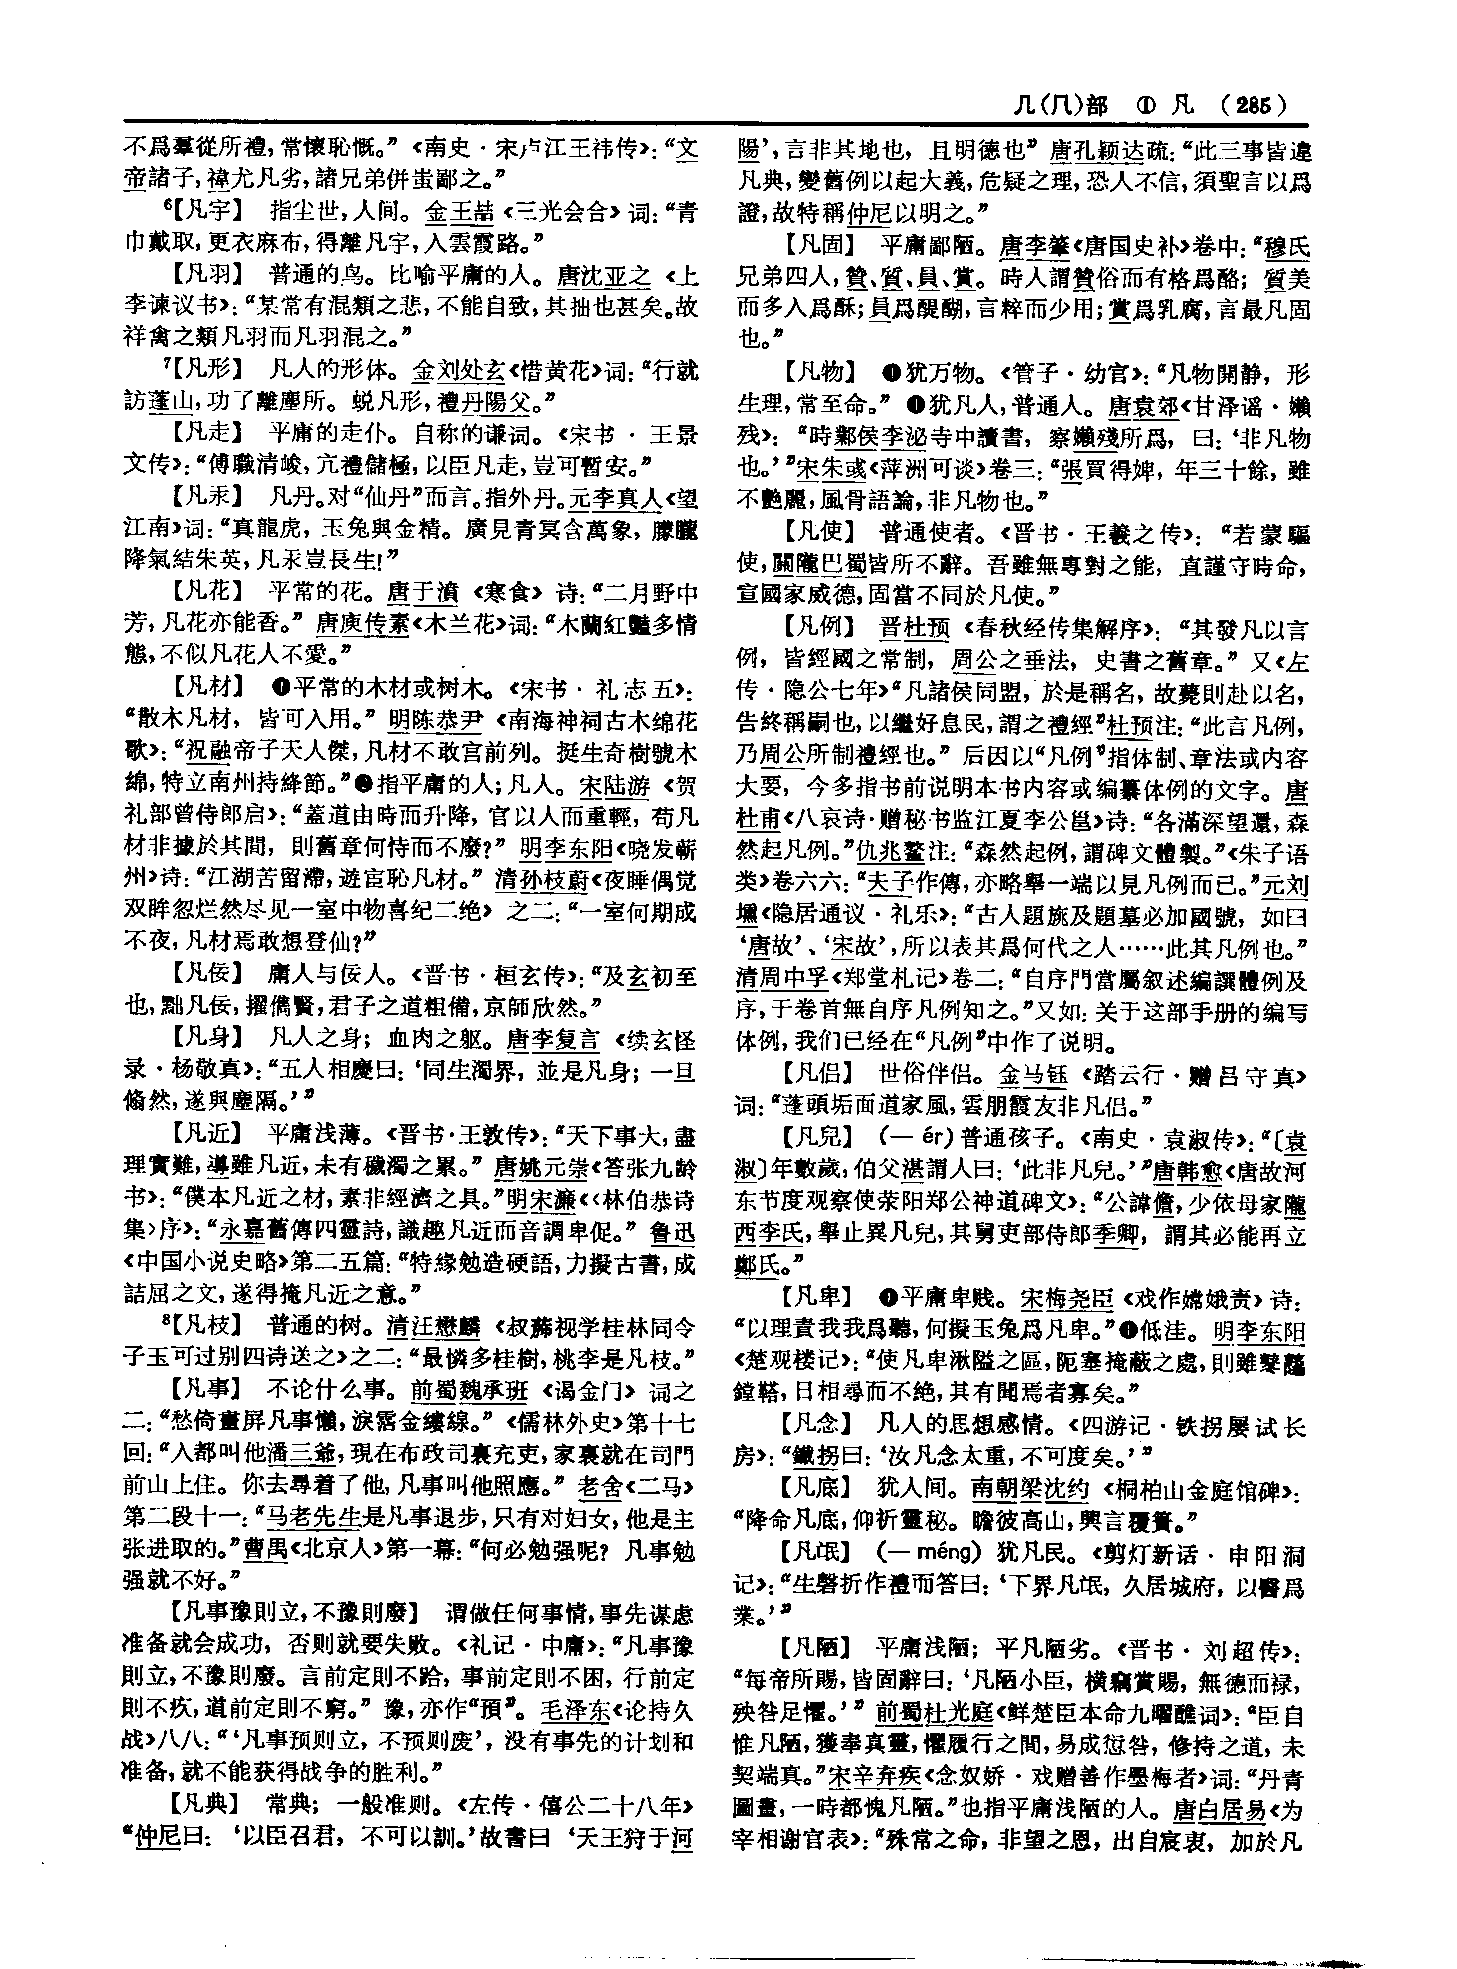 几(⺇)部　① 凡　(285)
不爲羣從所禮，常懷恥慨。”《南史·宋卢江王祎传》：“文
帝諸子，禕尤凡劣，諸兄弟併蚩鄙之。”
6【凡宇】　指尘世，人间。金王喆《三光会合》词：“青
巾戴取，更衣麻布，得離凡宇，入雲霞路。”
【凡羽】　普通的鸟。比喻平庸的人。唐沈亚之《上
李谏议书》：“某常有混類之悲，不能自致，其拙也甚矣。故
祥禽之類凡羽而凡羽混之。”
7【凡形】　凡人的形体。金刘处玄《惜黄花》词：“行就
訪蓬山，功了離塵所。蜕凡形，禮丹陽父。”
【凡走】　平庸的走仆。自称的谦词。《宋书·王景
文传》：“傅職清峻，亢禮儲極，以臣凡走，豈可暫安。”
【凡汞】　凡丹。对“仙丹”而言。指外丹。元李真人《望
江南》词：“真龍虎，玉兔與金精。廣見青冥含萬象，朦朧
降氣結朱英，凡汞豈長生！”
【凡花】　平常的花。唐于濆《寒食》诗：“二月野中
芳，凡花亦能香。”唐庾传素《木兰花》词：“木蘭紅豔多情
態，不似凡花人不愛。”
【凡材】　❶平常的木材或树木。《宋书·礼志五》：
“散木凡材，皆可入用。”明陈恭尹《南海神祠古木绵花
歌》：“祝融帝子天人傑，凡材不敢宫前列。挺生奇樹號木
綿，特立南州持絳節。”❷指平庸的人；凡人。宋陆游《贺
礼部曾侍郎启》：“蓋道由時而升降，官以人而重輕，苟凡
材非據於其間，則舊章何恃而不廢？”明李东阳《晓发蕲
州》诗：“江湖苦留滯，遊宦恥凡材。”清孙枝蔚《夜睡偶觉
双眸忽烂然尽见一室中物喜纪二绝》之二：“一室何期成
不夜，凡材焉敢想登仙？”
【凡佞】　庸人与佞人。《晋书·桓玄传》：“及玄初至
也，黜凡佞，擢儁賢，君子之道粗備，京師欣然。”
【凡身】　凡人之身；血肉之躯。唐李复言《续玄怪
录·杨敬真》：“五人相慶曰：‘同生濁界，並是凡身；一旦
翛然，遂與塵隔。’”
【凡近】　平庸浅薄。《晋书·王敦传》：“天下事大，盡
理實難，導雖凡近，未有穢濁之累。”唐姚元崇《答张九龄
书》：“僕本凡近之材，素非經濟之具。”明宋濂《〈林伯恭诗
集〉序》：“永嘉舊傳四靈詩，識趣凡近而音調卑促。”鲁迅
《中国小说史略》第二五篇：“特緣勉造硬語，力擬古書，成
詰屈之文，遂得掩凡近之意。”
8【凡枝】　普通的树。清汪懋麟《叔𦶜视学桂林同令
子玉可过别四诗送之》之二：“最憐多桂樹，桃李是凡枝。”
【凡事】　不论什么事。前蜀魏承班《谒金门》词之
二：“愁倚畫屏凡事懶，淚霑金縷線。”《儒林外史》第十七
回：“入都叫他潘三爺，現在布政司裏充吏，家裏就在司門
前山上住。你去尋着了他，凡事叫他照應。”老舍《二马》
第二段十一：“马老先生是凡事退步，只有对妇女，他是主
张进取的。”曹禺《北京人》第一幕：“何必勉强呢？凡事勉
强就不好。”
【凡事豫則立，不豫則廢】　谓做任何事情，事先谋虑
准备就会成功，否则就要失败。《礼记·中庸》：“凡事豫
則立，不豫則廢。言前定則不跲，事前定則不困，行前定
則不疚，道前定則不窮。”豫，亦作“預”。毛泽东《论持久
战》八八：“‘凡事预则立，不预则废’，没有事先的计划和
准备，就不能获得战争的胜利。”
【凡典】　常典；一般准则。《左传·僖公二十八年》
“仲尼曰：‘以臣召君，不可以訓。’故書曰‘天王狩于河
陽’，言非其地也，且明德也”唐孔颖达疏：“此三事皆違
凡典，變舊例以起大義，危疑之理，恐人不信，須聖言以爲
證，故特稱仲尼以明之。”
【凡固】　平庸鄙陋。唐李肇《唐国史补》卷中：“穆氏
兄弟四人，贊、質、員、賞。時人謂贊俗而有格爲酪；質美
而多入爲酥；員爲醍醐，言粹而少用；賞爲乳腐，言最凡固
也。”
【凡物】　❶犹万物。《管子·幼官》：“凡物開静，形
生理，常至命。”❶犹凡人，普通人。唐袁郊《甘泽谣·嬾
残》：“時鄴侯李泌寺中讀書，察嬾殘所爲，曰：‘非凡物
也。’”宋朱彧《萍洲可谈》卷三：“張買得婢，年三十餘，雖
不艷麗，風骨語論，非凡物也。”
【凡使】　普通使者。《晋书·王羲之传》：“若蒙驅
使，關隴巴蜀皆所不辭。吾雖無專對之能，直謹守時命，
宣國家威德，固當不同於凡使。”
【凡例】　晋杜预《春秋经传集解序》：“其發凡以言
例，皆經國之常制，周公之垂法，史書之舊章。”又《左
传·隐公七年》“凡諸侯同盟，於是稱名，故薨則赴以名，
告終稱嗣也，以繼好息民，謂之禮經”杜预注：“此言凡例，
乃周公所制禮經也。”后因以“凡例”指体制、章法或内容
大要，今多指书前说明本书内容或编纂体例的文字。唐
杜甫《八哀诗·赠秘书监江夏李公邕》诗：“各滿深望還，森
然起凡例。”仇兆鳌注：“森然起例，謂碑文體製。”《朱子语
类》卷六六：“夫子作傳，亦略舉一端以見凡例而已。”元刘
壎《隐居通议·礼乐》：“古人題旐及題墓必加國號，如曰
‘唐故’、‘宋故’，所以表其爲何代之人……此其凡例也。”
清周中孚《郑堂札记》卷二：“自序門當屬叙述編譔體例及
序，于卷首無自序凡例知之。”又如：关于这部手册的编写
体例，我们已经在“凡例”中作了说明。
【凡侣】　世俗伴侣。金马钰《踏云行·赠吕守真》
词：“蓬頭垢面道家風，雲朋霞友非凡侣。”
【凡兒】　(— ér)普通孩子。《南史·袁淑传》：“〔袁
淑〕年數歲，伯父湛謂人曰：‘此非凡兒。’”唐韩愈《唐故河
东节度观察使荥阳郑公神道碑文》：“公諱儋，少依母家隴
西李氏，舉止異凡兒，其舅吏部侍郎季卿，謂其必能再立
鄭氏。”
【凡卑】　❶平庸卑贱。宋梅尧臣《戏作嫦娥责》诗：
“以理責我我爲聽，何擬玉兔爲凡卑。”❶低洼。明李东阳
《楚观楼记》：“使凡卑湫隘之區，阨塞掩蔽之處，則雖鼕鼛
鏜鞳，日相尋而不絶，其有聞焉者寡矣。”
【凡念】　凡人的思想感情。《四游记·铁拐屡试长
房》：“鐵拐曰：‘汝凡念太重，不可度矣。’”
【凡底】　犹人间。南朝梁沈约《桐柏山金庭馆碑》：
“降命凡底，仰祈靈秘。瞻彼高山，興言覆簣。”
【凡氓】　(— méng)犹凡民。《剪灯新话·申阳洞
记》：“生磬折作禮而答曰：‘下界凡氓，久居城府，以醫爲
業。’”
【凡陋】　平庸浅陋；平凡陋劣。《晋书·刘超传》：
“每帝所賜，皆固辭曰：‘凡陋小臣，横竊賞賜，無德而禄，
殃咎足懼。’”前蜀杜光庭《鲜楚臣本命九曜醮词》：“臣自
惟凡陋，獲奉真靈，懼履行之間，易成愆咎，修持之道，未
契端真。”宋辛弃疾《念奴娇·戏赠善作墨梅者》词：“丹青
圖畫，一時都愧凡陋。”也指平庸浅陋的人。唐白居易《为
宰相谢官表》：“殊常之命，非望之恩，出自宸衷，加於凡